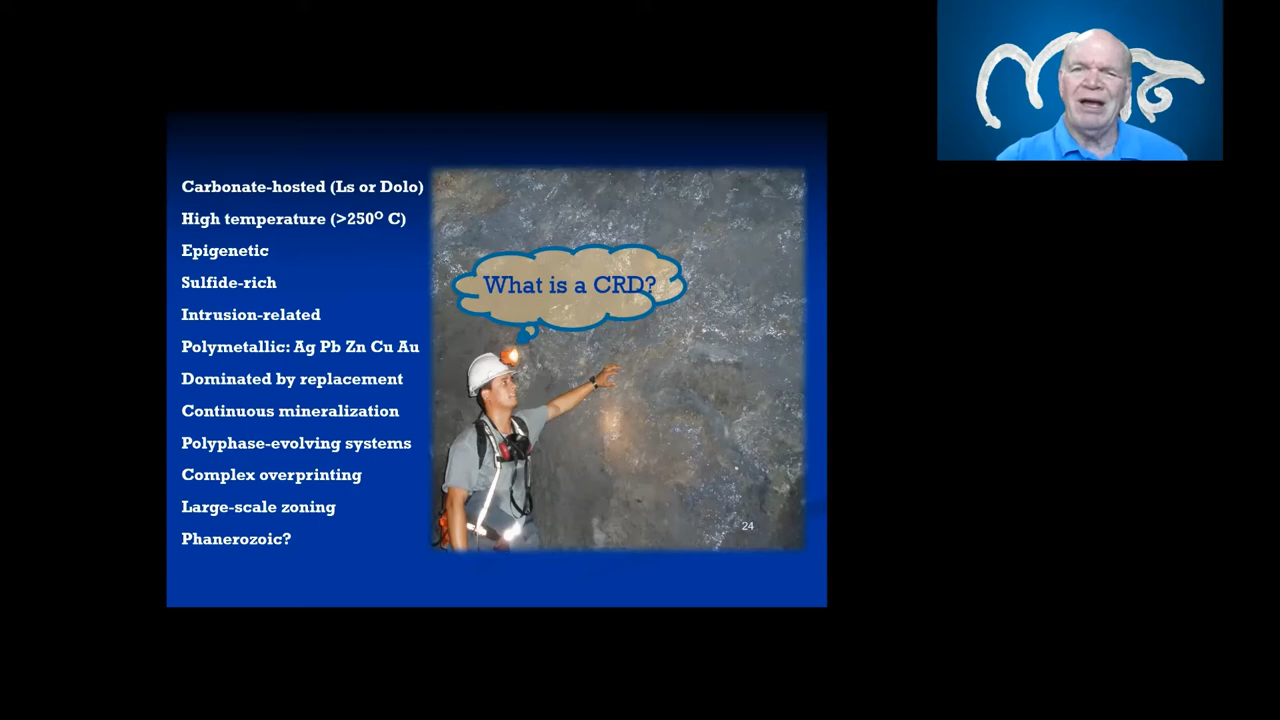 Carbonate-hosted (Ls or Dolo)
High temperature (>250º C)
Epigenetic
Sulfide-rich
Intrusion-related
Polymetallic: Ag Pb Zn Cu Au
Dominated by replacement
Continuous mineralization
Polyphase-evolving systems
Complex overprinting
Large-scale zoning
Phanerozoic?
What is a CRD?
24